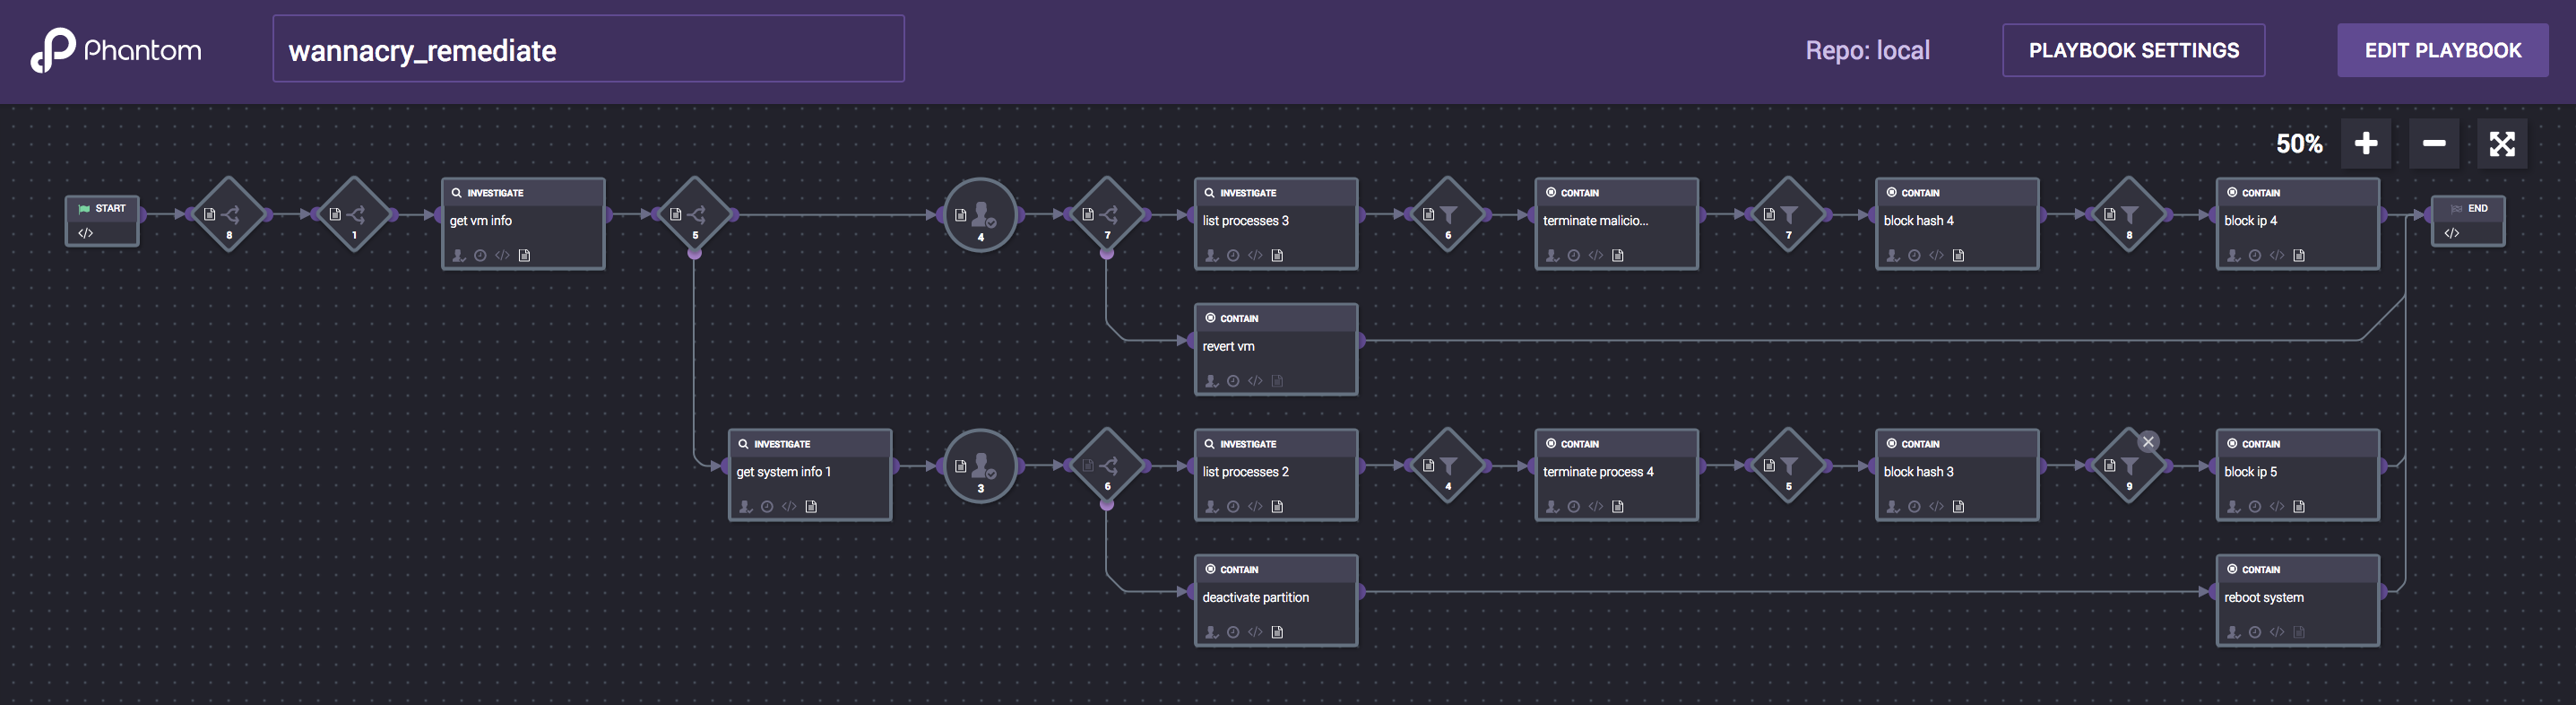 Phantom
wannacry_remediate
Repo: local
PLAYBOOK SETTINGS
EDIT PLAYBOOK
50%
START
</>
8
1
INVESTIGATE
get vm info
</>
5
4
7
INVESTIGATE
list processes 3
</>
6
CONTAIN
terminate malicio...
</>
7
CONTAIN
block hash 4
</>
8
CONTAIN
block ip 4
</>
END
</>
CONTAIN
revert vm
</>
INVESTIGATE
get system info 1
</>
3
6
INVESTIGATE
list processes 2
</>
4
CONTAIN
terminate process 4
</>
5
CONTAIN
block hash 3
</>
9
CONTAIN
block ip 5
</>
CONTAIN
deactivate partition
</>
CONTAIN
reboot system
</>